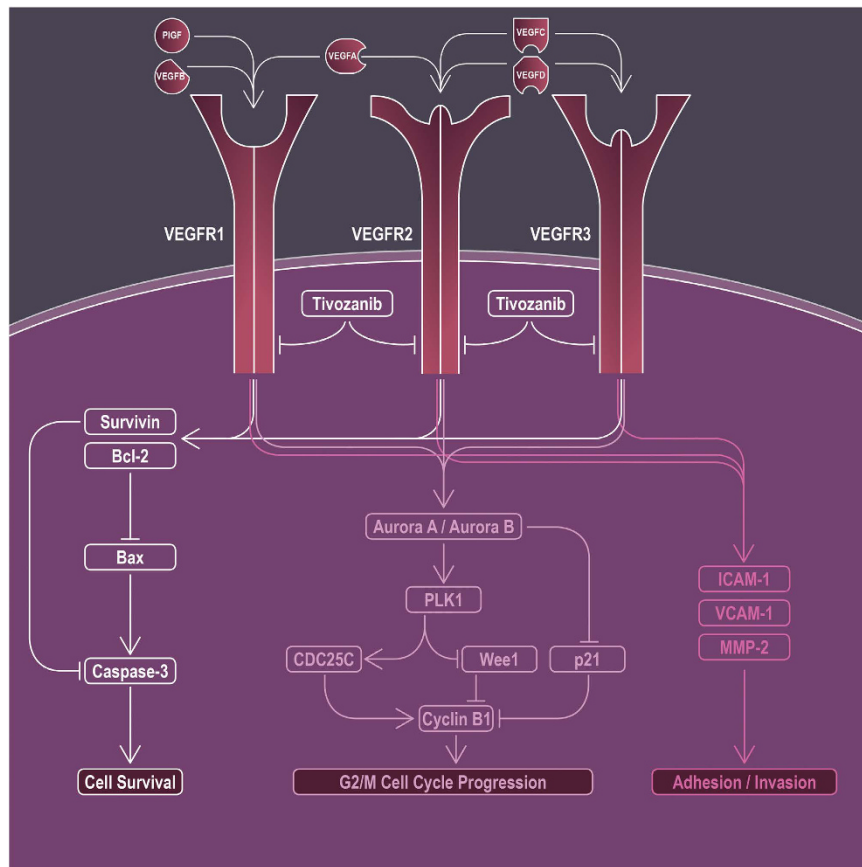 PlGF
VEGFB
VEGFA
VEGFC
VEGFD
VEGFR1
VEGFR2
VEGFR3
Tivozanib
Tivozanib
Survivin
Bcl-2
Bax
Caspase-3
Cell Survival
Aurora A / Aurora B
PLK1
CDC25C
Wee1
p21
Cyclin B1
G2/M Cell Cycle Progression
ICAM-1
VCAM-1
MMP-2
Adhesion / Invasion